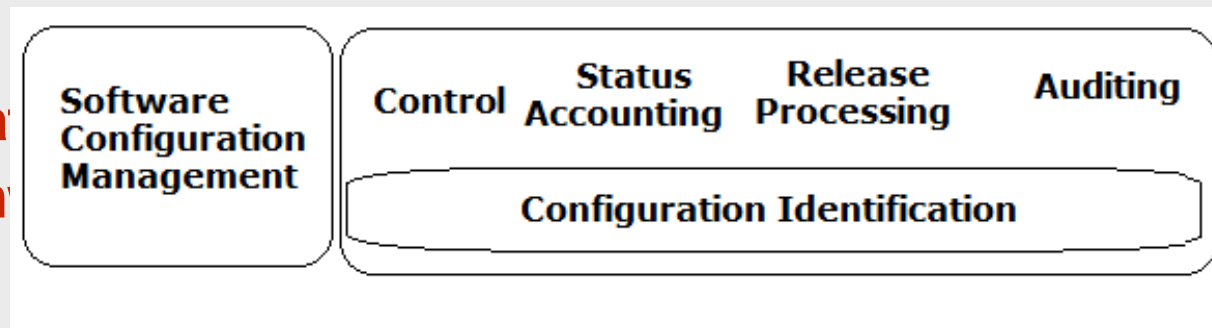 Software
Configuration
Management
Control
Status
Accounting
Release
Processing
Auditing
Configuration Identification